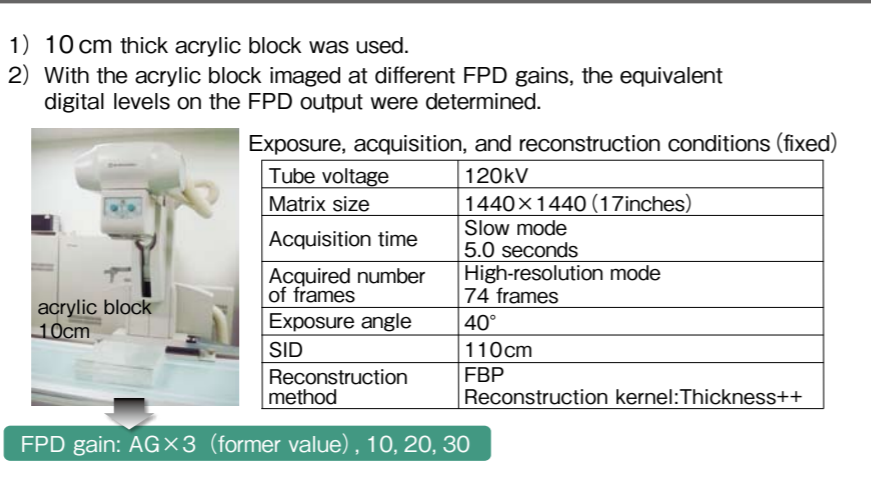 1) 10cm thick acrylic block was used.
2) With the acrylic block imaged at different FPD gains, the equivalent
digital levels on the FPD output were determined.
Exposure, acquisition, and reconstruction conditions (fixed)
Tube voltage 120kV
Matrix size 1440×1440 (17inches)
Acquisition time Slow mode
5.0 seconds
Acquired number High-resolution mode
of frames 74 frames
Exposure angle 40°
SID 110cm
Reconstruction FBP
method Reconstruction kernel:Thickness++
acrylic block
10cm
FPD gain: AG×3 (former value), 10, 20, 30